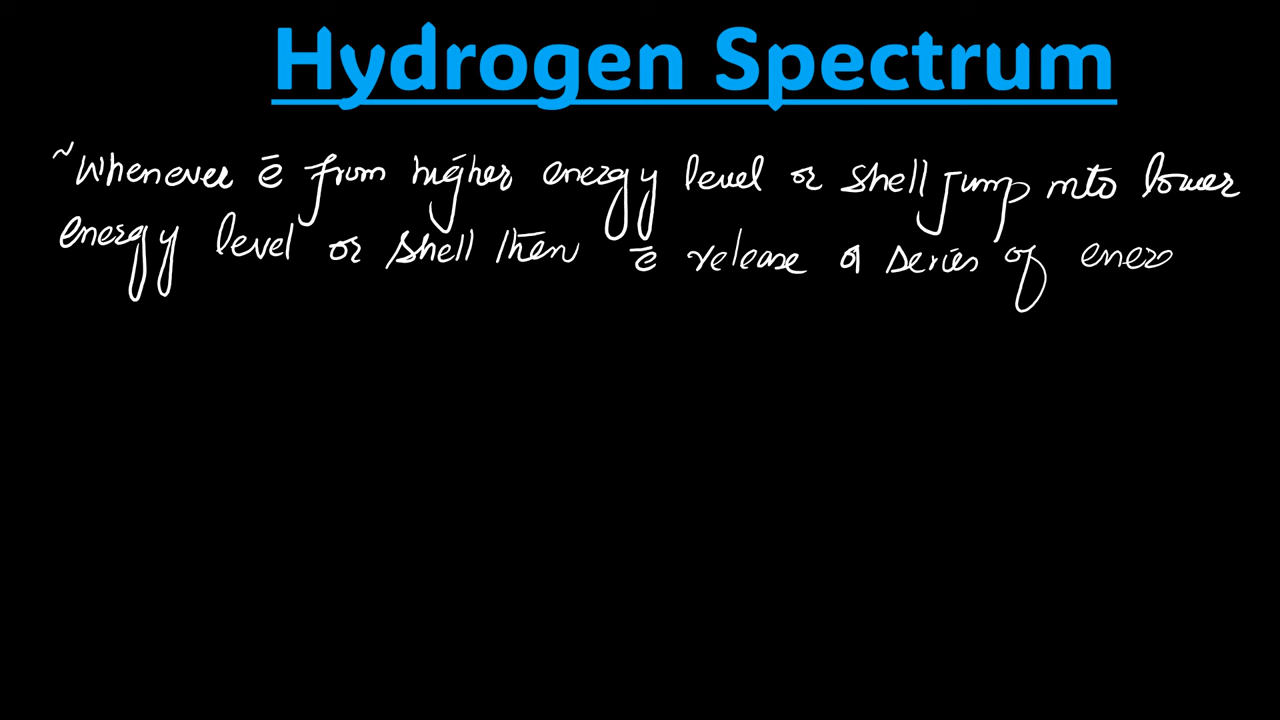 Hydrogen Spectrum
~Whenever ē from higher energy level or shell jump into lower
energy level or shell then ē release a series of ener